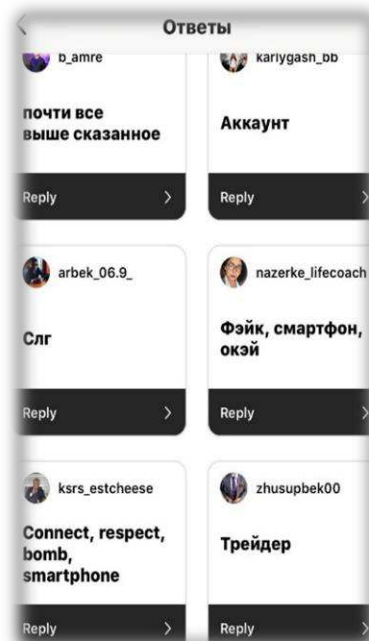 Ответы
b_amre
karlygash_bb
почти все
выше сказанное
Аккаунт
Reply
Reply
arbek_06.9_
nazerke_lifecoach
Слг
Фэйк, смартфон,
окэй
Reply
Reply
ksrs_estcheese
zhusupbek00
Connect, respect,
bomb,
smartphone
Трейдер
Reply
Reply